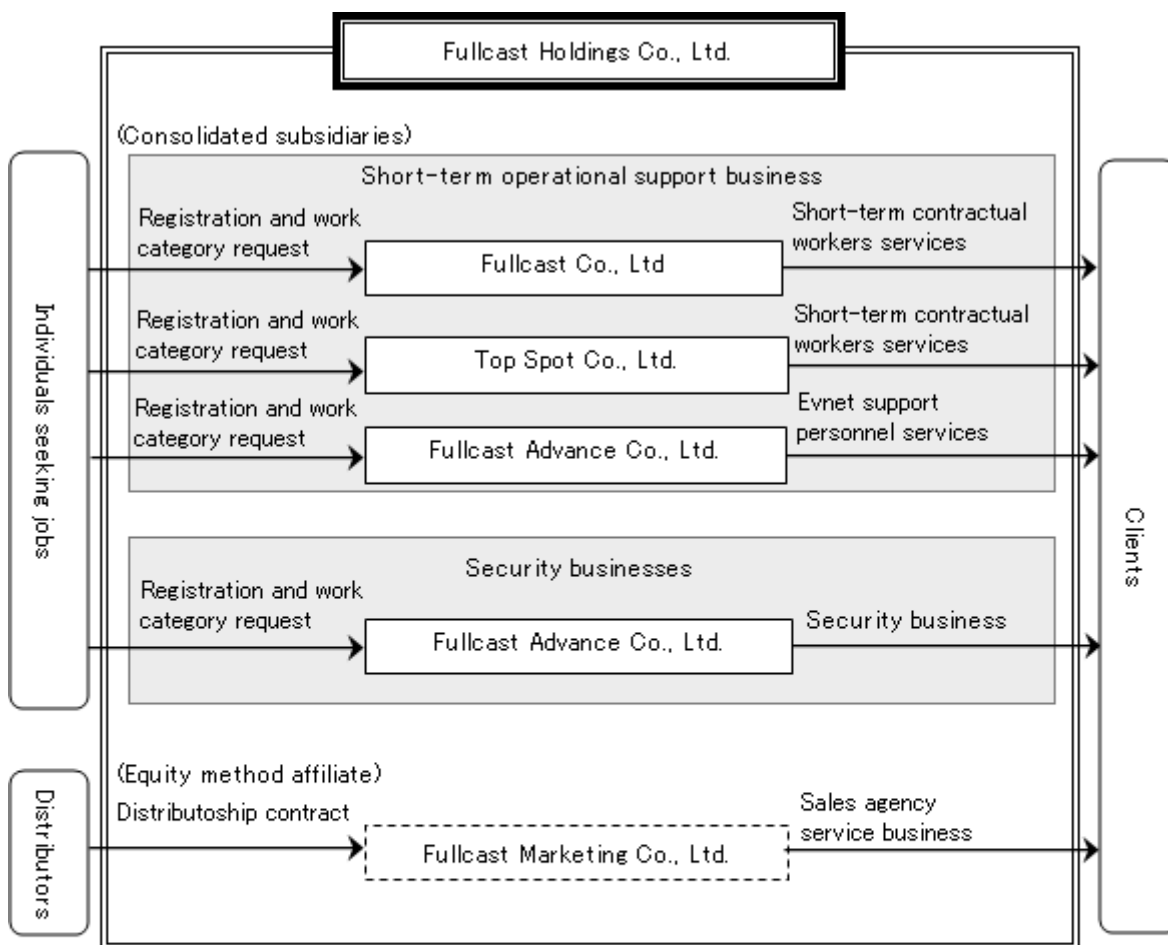 Fullcast Holdings Co., Ltd.
(Consolidated subsidiaries)
Short-term operational support business
Registration and work
category request
Fullcast Co., Ltd
Short-term contractual
workers services
Registration and work
category request
Top Spot Co., Ltd.
Short-term contractual
workers services
Registration and work
category request
Fullcast Advance Co., Ltd.
Evnet support
personnel services
Individuals seeking jobs
Clients
Security businesses
Registration and work
category request
Fullcast Advance Co., Ltd.
Security business
(Equity method affiliate)
Distributoship contract
Fullcast Marketing Co., Ltd.
Sales agency
service business
Distributors